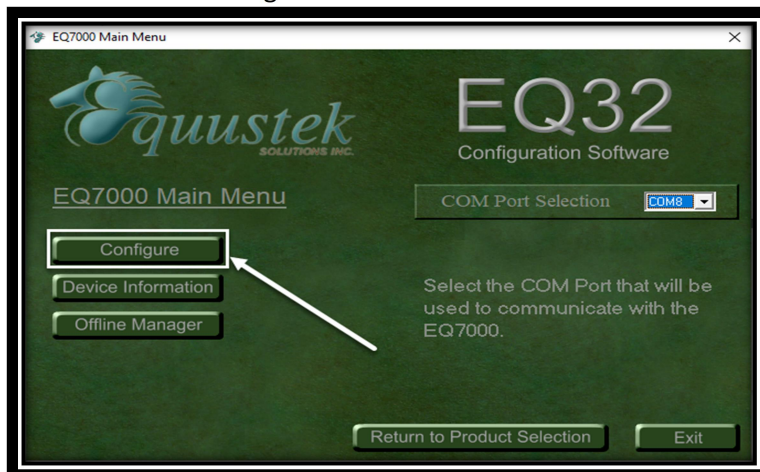 EQ7000 Main Menu
Equustek
SOLUTIONS INC.
EQ32
Configuration Software
EQ7000 Main Menu
COM Port Selection
COM8
Configure
Device Information
Offline Manager
Select the COM Port that will be
used to communicate with the
EQ7000.
Return to Product Selection
Exit